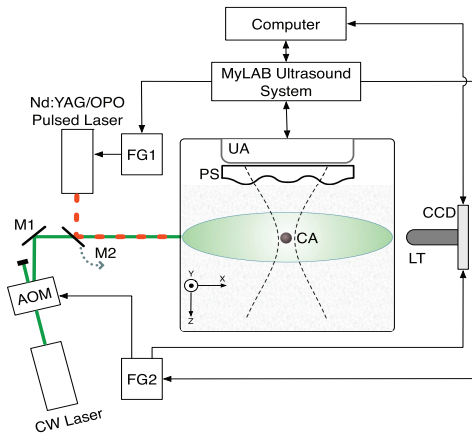 Computer
MyLAB Ultrasound
System
Nd:YAG/OPO
Pulsed Laser
FG1
UA
PS
M1
M2
CCD
CA
LT
Y
X
Z
AOM
FG2
CW Laser